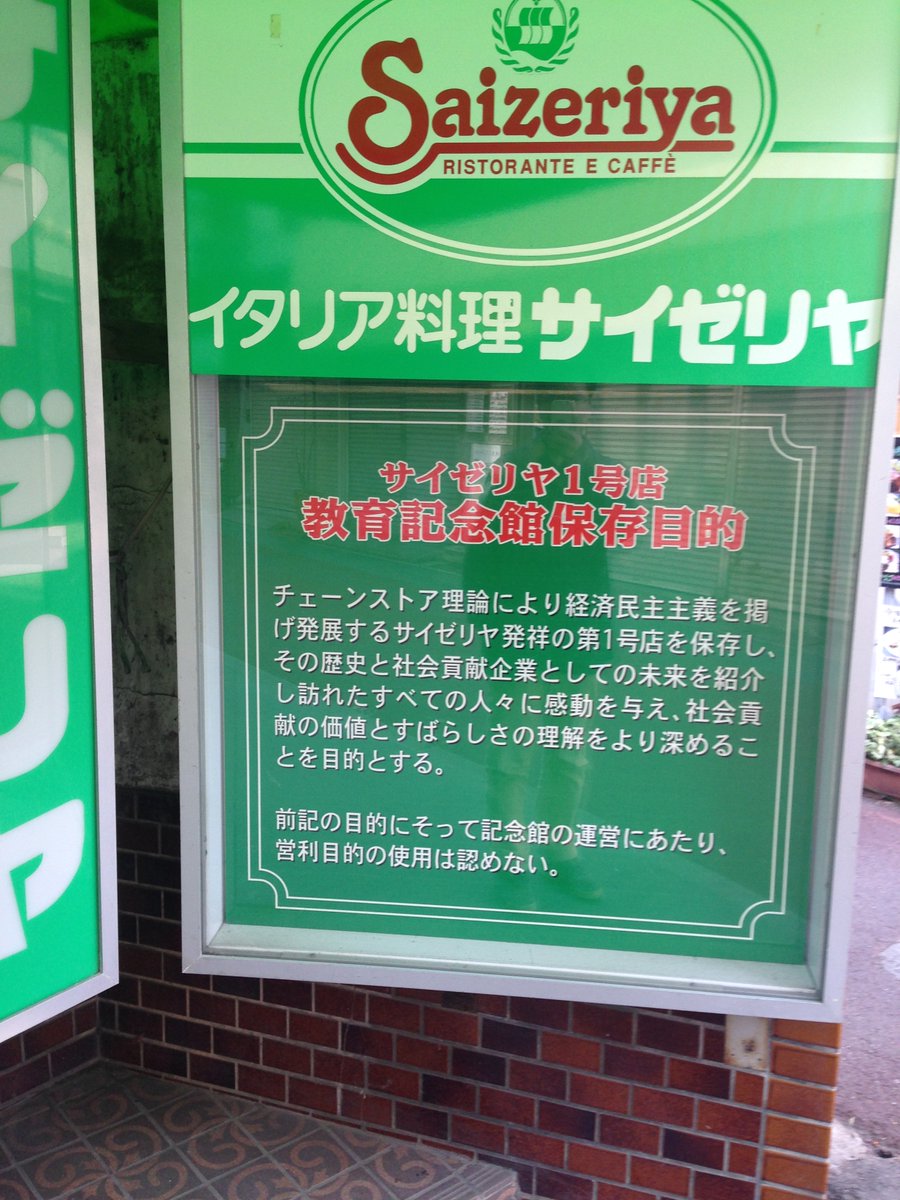 Saizeriya
RISTORANTE E CAFFÈ
イタリア料理 サイゼリヤ
サイゼリヤ1号店
教育記念館保存目的
チェーンストア理論により経済民主主義を掲
げ発展するサイゼリヤ発祥の第1号店を保存し、
その歴史と社会貢献企業としての未来を紹介
し訪れたすべての人々に感動を与え、社会貢
献の価値とすばらしさの理解をより深めるこ
とを目的とする。
前記の目的にそって記念館の運営にあたり、
営利目的の使用は認めない。